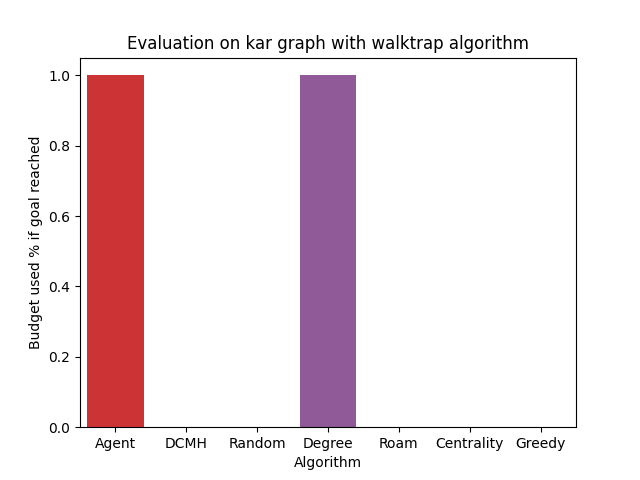 Evaluation on kar graph with walktrap algorithm
Budget used % if goal reached
1.0
0.8
0.6
0.4
0.2
0.0
Agent DCMH Random Degree Roam Centrality Greedy
Algorithm